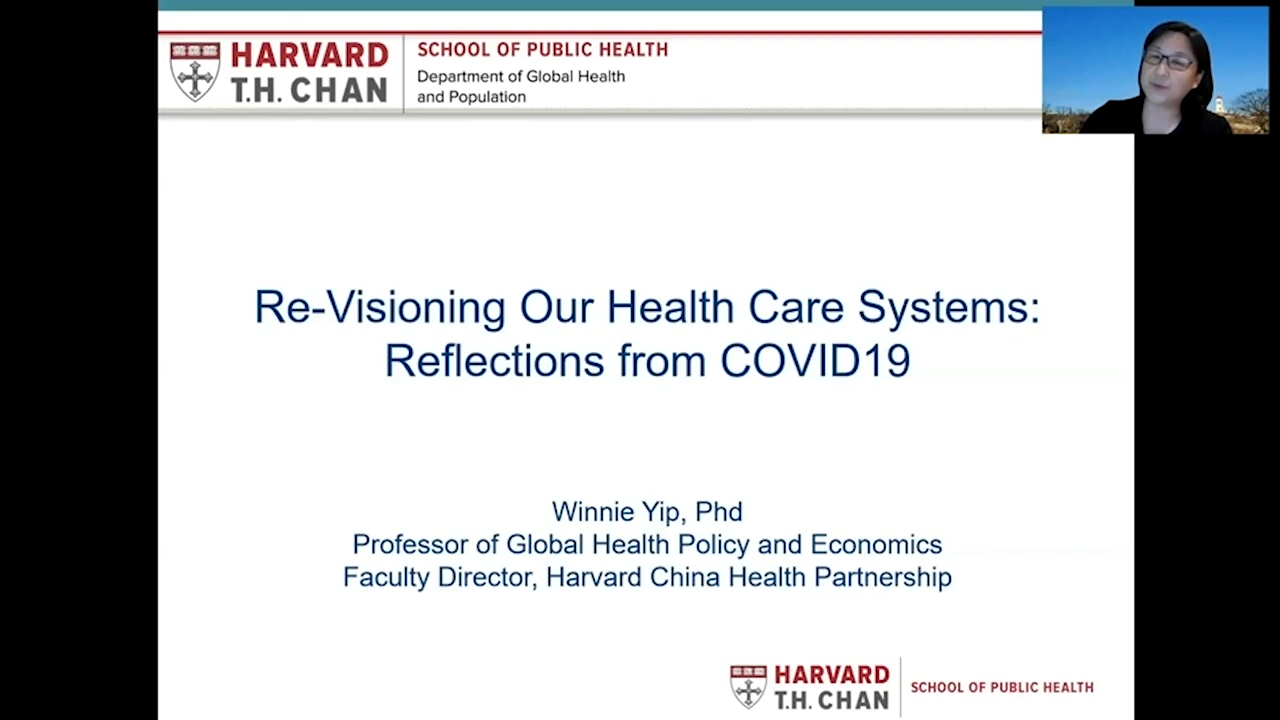 HARVARD
T.H. CHAN
SCHOOL OF PUBLIC HEALTH
Department of Global Health
and Population
Re-Visioning Our Health Care Systems:
Reflections from COVID19
Winnie Yip, Phd
Professor of Global Health Policy and Economics
Faculty Director, Harvard China Health Partnership
HARVARD
T.H. CHAN
SCHOOL OF PUBLIC HEALTH